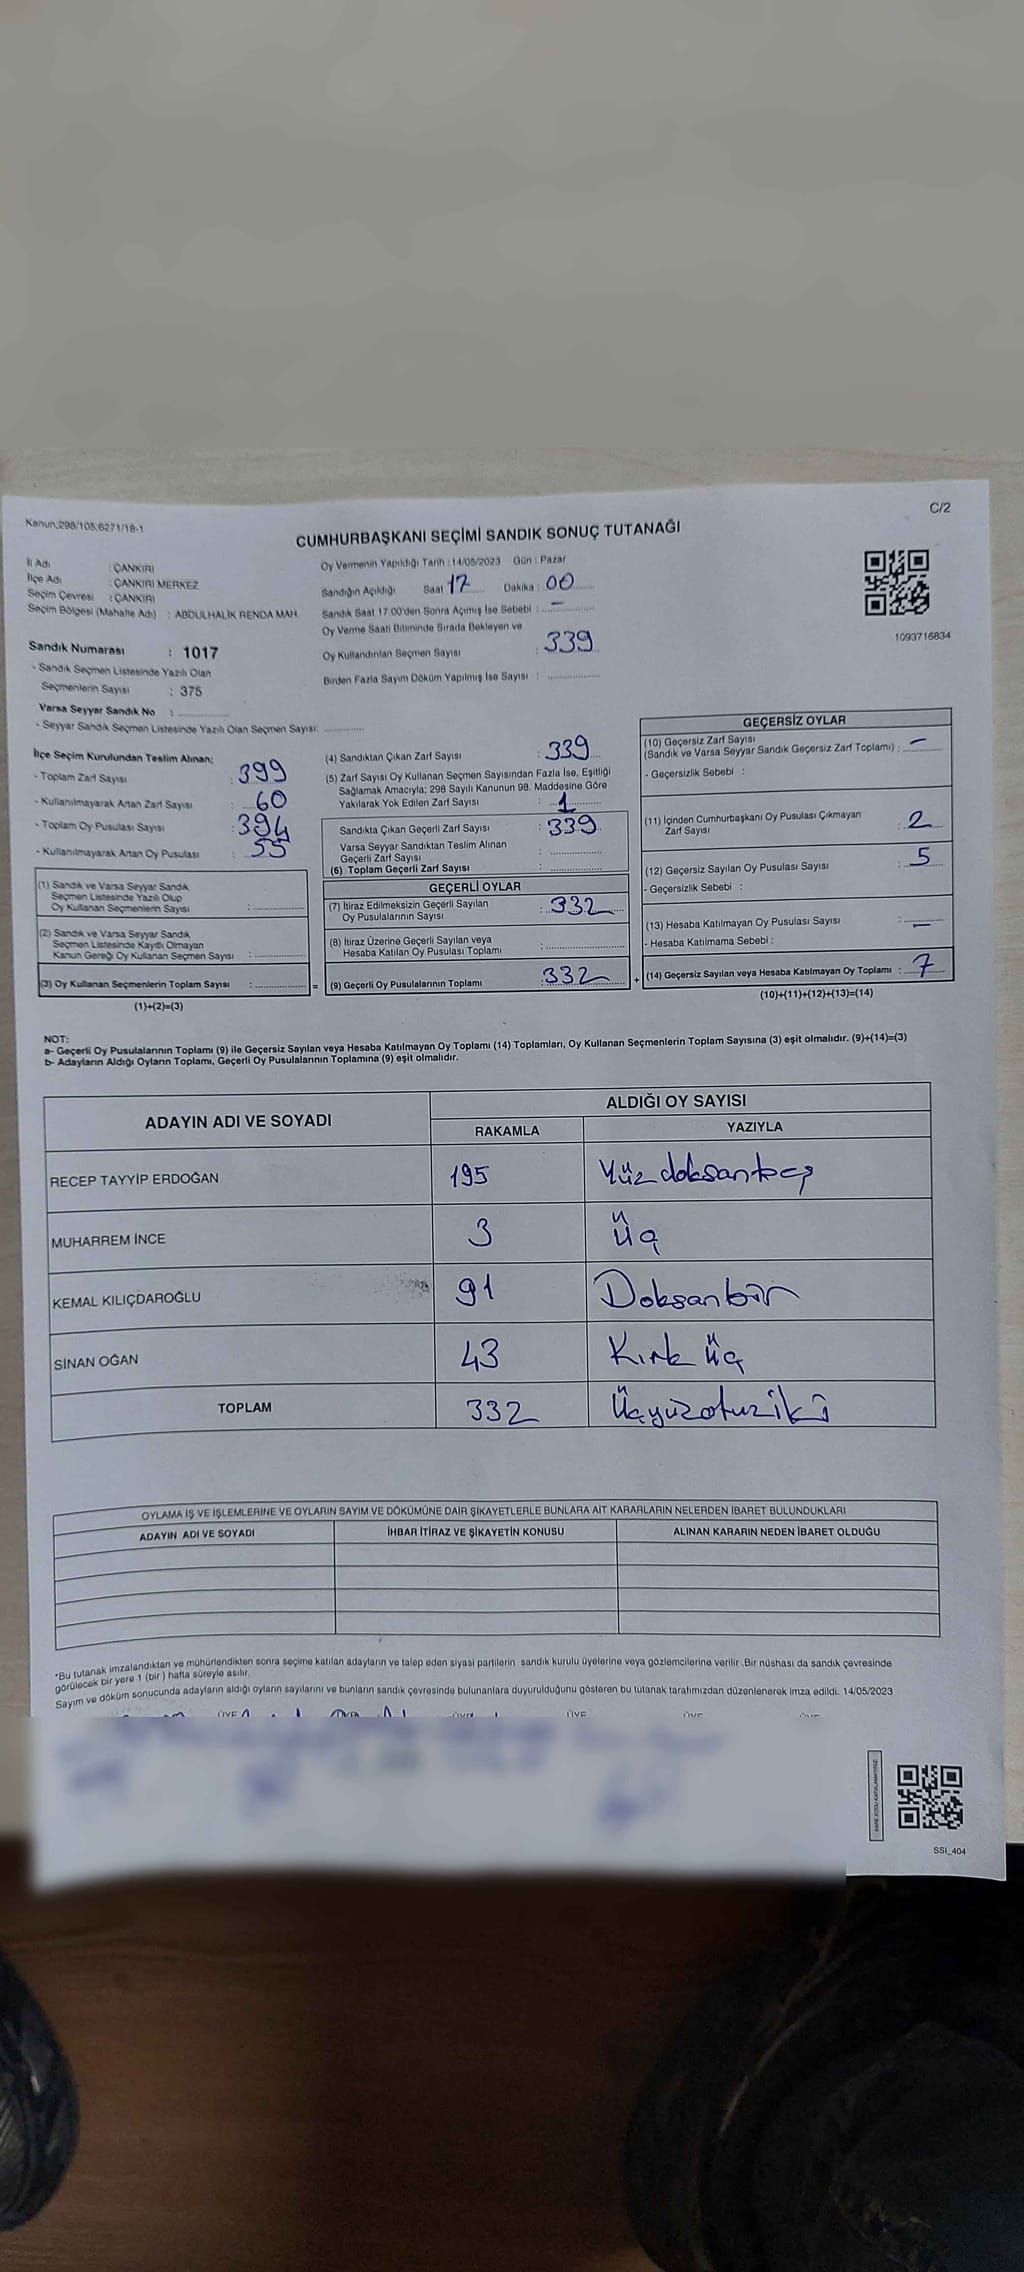 Kanun;298/105;6271/18-1
C/2
CUMHURBAŞKANI SEÇİMİ SANDIK SONUÇ TUTANAĞI
İl Adı : ÇANKIRI
İlçe Adı : ÇANKIRI MERKEZ
Seçim Çevresi : ÇANKIRI
Seçim Bölgesi (Mahalle Adı) : ABDULHALİK RENDA MAH.
Oy Vermenin Yapıldığı Tarih : 14/05/2023 Gün : Pazar
Sandığın Açıldığı Saat 17 Dakika : 00
Sandık Saat 17:00'den Sonra Açımış İse Sebebi : –
Oy Verme Saati Bitiminde Sırada Bekleyen ve
Oy Kullandırılan Seçmen Sayısı : 339
Birden Fazla Sayım Döküm Yapılmış İse Sayısı :
1093716834
Sandık Numarası : 1017
- Sandık Seçmen Listesinde Yazılı Olan
Seçmenlerin Sayısı : 375
Varsa Seyyar Sandık No :
- Seyyar Sandık Seçmen Listesinde Yazılı Olan Seçmen Sayısı:
İlçe Seçim Kurulundan Teslim Alınan;
- Toplam Zarf Sayısı : 399
- Kullanılmayarak Artan Zarf Sayısı : 60
- Toplam Oy Pusulası Sayısı : 394
- Kullanılmayarak Artan Oy Pusulası : 55
(1) Sandık ve Varsa Seyyar Sandık
Seçmen Listesinde Yazılı Olup
Oy Kullanan Seçmenlerin Sayısı :
(2) Sandık ve Varsa Seyyar Sandık
Seçmen Listesinde Kayıtlı Olmayan
Kanun Gereği Oy Kullanan Seçmen Sayısı :
(3) Oy Kullanan Seçmenlerin Toplam Sayısı : =
(1)+(2)=(3)
(4) Sandıktan Çıkan Zarf Sayısı : 339
(5) Zarf Sayısı Oy Kullanan Seçmen Sayısından Fazla İse, Eşitliği
Sağlamak Amacıyla; 298 Sayılı Kanunun 98. Maddesine Göre
Yakılarak Yok Edilen Zarf Sayısı : 1
Sandıkta Çıkan Geçerli Zarf Sayısı : 339
Varsa Seyyar Sandıktan Teslim Alınan
Geçerli Zarf Sayısı :
(6) Toplam Geçerli Zarf Sayısı :
GEÇERLİ OYLAR
(7) İtiraz Edilmeksizin Geçerli Sayılan
Oy Pusulalarının Sayısı : 332
(8) İtiraz Üzerine Geçerli Sayılan veya
Hesaba Katılan Oy Pusulası Toplamı :
(9) Geçerli Oy Pusulalarının Toplamı : 332 +
GEÇERSİZ OYLAR
(10) Geçersiz Zarf Sayısı
(Sandık ve Varsa Seyyar Sandık Geçersiz Zarf Toplamı) : –
- Geçersizlik Sebebi :
(11) İçinden Cumhurbaşkanı Oy Pusulası Çıkmayan
Zarf Sayısı : 2
(12) Geçersiz Sayılan Oy Pusulası Sayısı : 5
- Geçersizlik Sebebi :
(13) Hesaba Katılmayan Oy Pusulası Sayısı : –
- Hesaba Katılmama Sebebi :
(14) Geçersiz Sayılan veya Hesaba Katılmayan Oy Toplamı : 7
(10)+(11)+(12)+(13)=(14)
NOT:
a- Geçerli Oy Pusulalarının Toplamı (9) ile Geçersiz Sayılan veya Hesaba Katılmayan Oy Toplamı (14) Toplamları, Oy Kullanan Seçmenlerin Toplam Sayısına (3) eşit olmalıdır. (9)+(14)=(3)
b- Adayların Aldığı Oyların Toplamı, Geçerli Oy Pusulalarının Toplamına (9) eşit olmalıdır.
ADAYIN ADI VE SOYADI
ALDIĞI OY SAYISI
RAKAMLA YAZIYLA
RECEP TAYYİP ERDOĞAN 195 Yüzdoksanbeş
MUHARREM İNCE 3 Üç
KEMAL KILIÇDAROĞLU 91 Doksanbir
SİNAN OĞAN 43 Kırk üç
TOPLAM 332 Üçyüzotuziki
OYLAMA İŞ VE İŞLEMLERİNE VE OYLARIN SAYIM VE DÖKÜMÜNE DAİR ŞİKAYETLERLE BUNLARA AİT KARARLARIN NELERDEN İBARET BULUNDUKLARI
ADAYIN ADI VE SOYADI İHBAR İTİRAZ VE ŞİKAYETİN KONUSU ALINAN KARARIN NEDEN İBARET OLDUĞU
*Bu tutanak imzalandıktan ve mühürlendikten sonra seçime katılan adayların ve talep eden siyasi partilerin sandık kurulu üyelerine veya gözlemcilerine verilir .Bir nüshası da sandık çevresinde
görülecek bir yere 1 (bir ) hafta süreyle asılır.
Sayım ve döküm sonucunda adayların aldığı oyların sayılarını ve bunların sandık çevresinde bulunanlara duyurulduğunu gösteren bu tutanak tarafımızdan düzenlenerek imza edildi. 14/05/2023
ÜYE ÜYE ÜYE ÜYE ÜYE
SSI_404